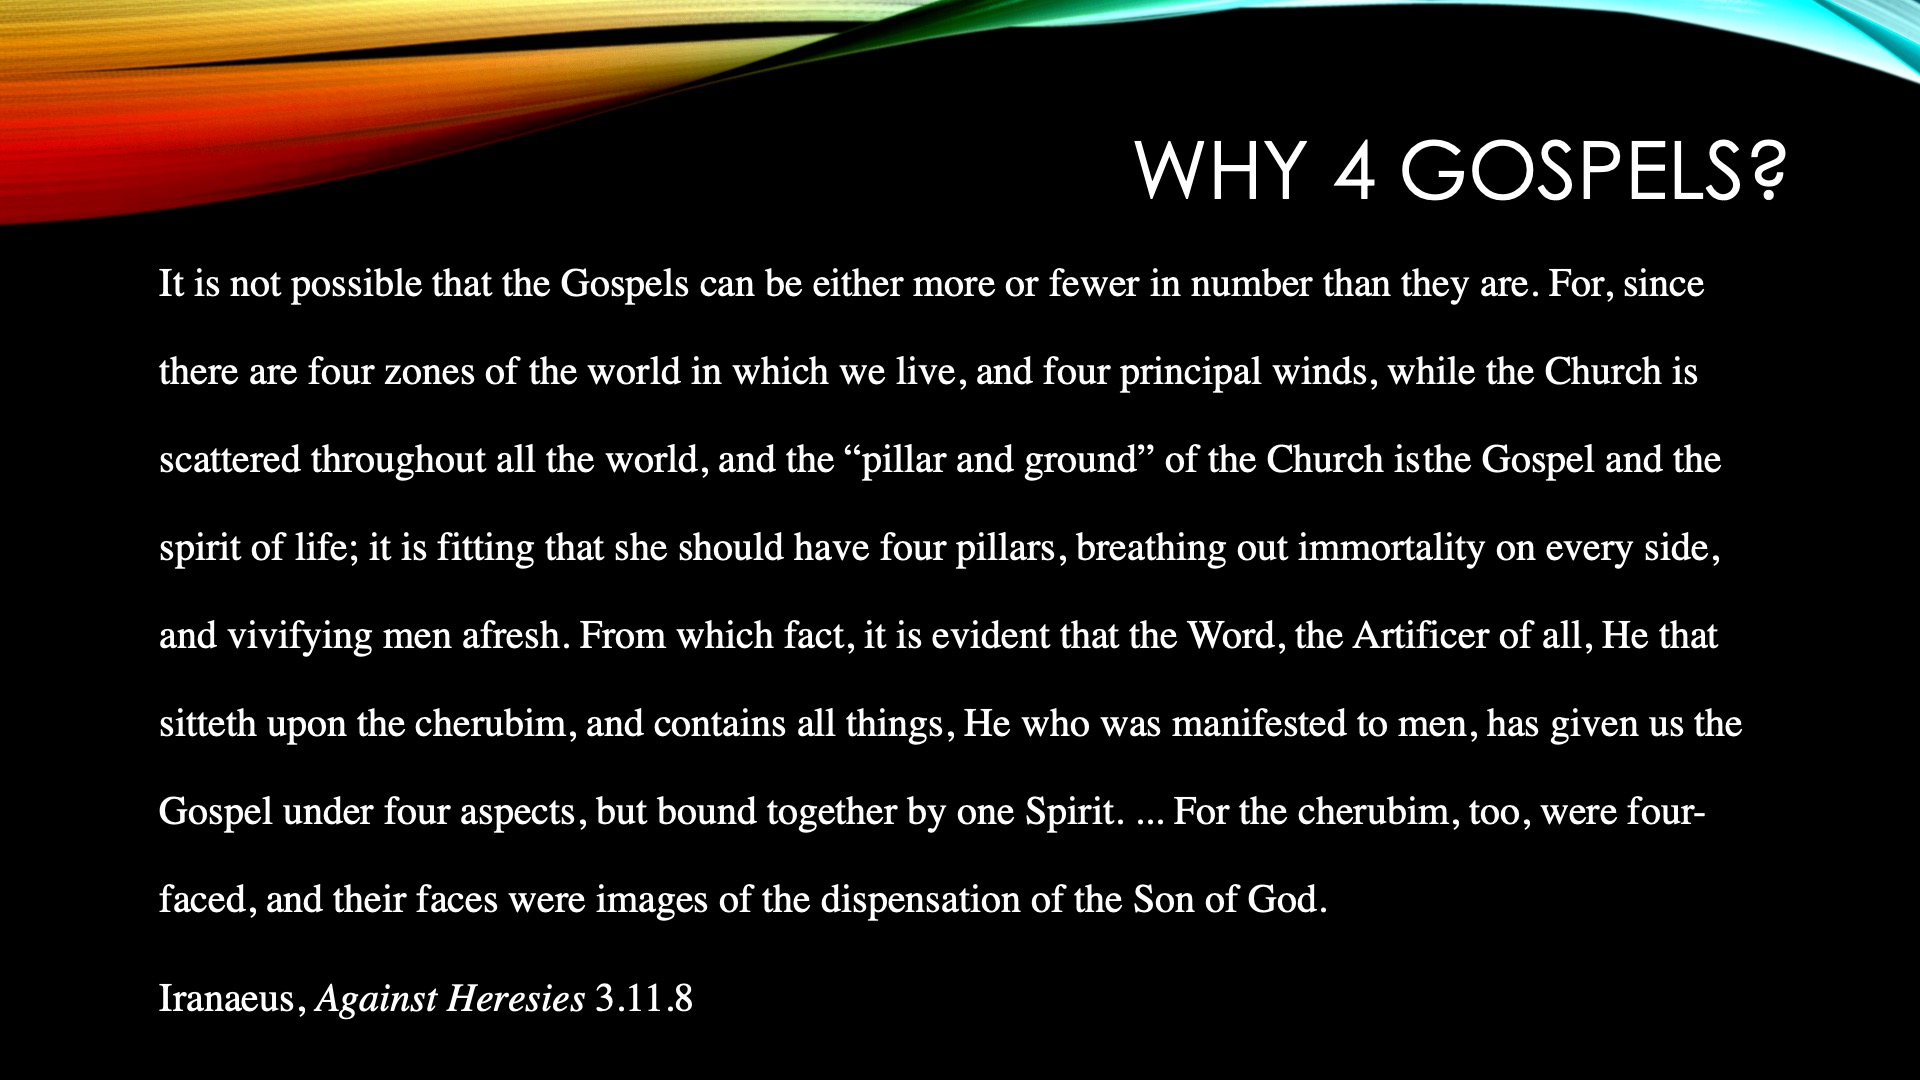 WHY 4 GOSPELS?
It is not possible that the Gospels can be either more or fewer in number than they are. For, since
there are four zones of the world in which we live, and four principal winds, while the Church is
scattered throughout all the world, and the “pillar and ground” of the Church isthe Gospel and the
spirit of life; it is fitting that she should have four pillars, breathing out immortality on every side,
and vivifying men afresh. From which fact, it is evident that the Word, the Artificer of all, He that
sitteth upon the cherubim, and contains all things, He who was manifested to men, has given us the
Gospel under four aspects, but bound together by one Spirit. ... For the cherubim, too, were four-
faced, and their faces were images of the dispensation of the Son of God.
Iranaeus, Against Heresies 3.11.8